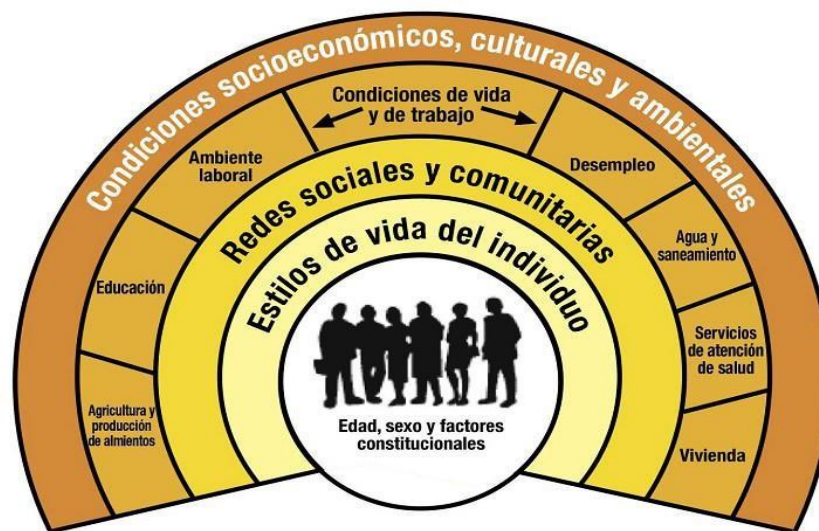 Condiciones socioeconómicos, culturales y ambientales
Condiciones de vida
y de trabajo
Ambiente
laboral
Desempleo
Educación
Agua y
saneamiento
Agricultura y
producción
de almientos
Servicios
de atención
de salud
Vivienda
Redes sociales y comunitarias
Estilos de vida del individuo
Edad, sexo y factores
constitucionales